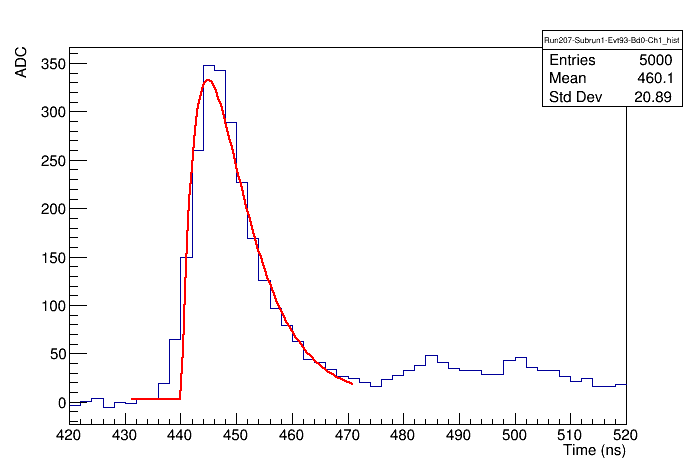 Run207-Subrun1-Evt93-Bd0-Ch1_hist
Entries 5000
Mean 460.1
Std Dev 20.89
ADC
350
300
250
200
150
100
50
0
420 430 440 450 460 470 480 490 500 510 520
Time (ns)